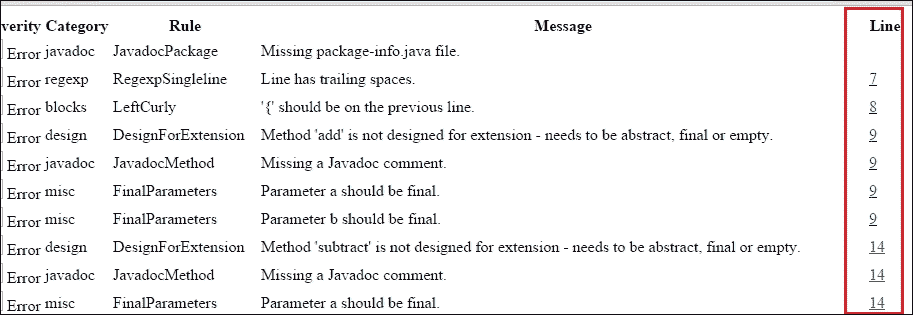 verity Category Rule Message Line
Error javadoc JavadocPackage Missing package-info.java file.
Error regexp RegexpSingleline Line has trailing spaces. 7
Error blocks LeftCurly '{' should be on the previous line. 8
Error design DesignForExtension Method 'add' is not designed for extension - needs to be abstract, final or empty. 9
Error javadoc JavadocMethod Missing a Javadoc comment. 9
Error misc FinalParameters Parameter a should be final. 9
Error misc FinalParameters Parameter b should be final. 9
Error design DesignForExtension Method 'subtract' is not designed for extension - needs to be abstract, final or empty. 14
Error javadoc JavadocMethod Missing a Javadoc comment. 14
Error misc FinalParameters Parameter a should be final. 14